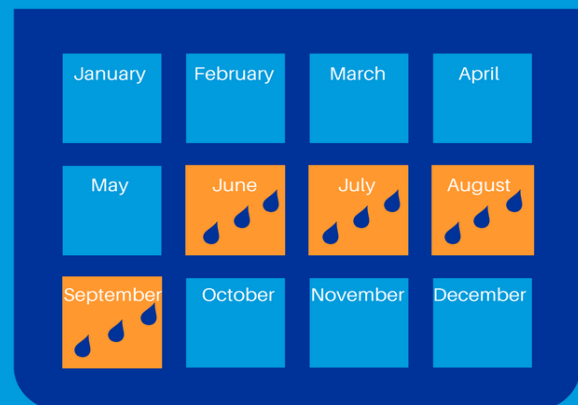 January February March April
May June July August
September October November December